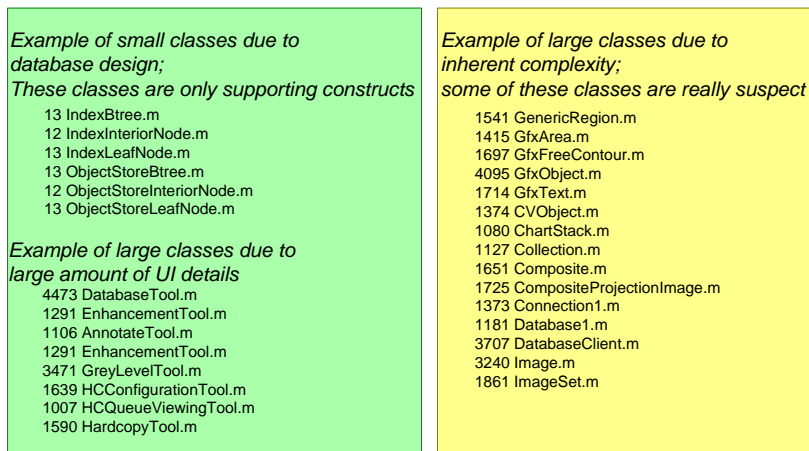 Example of small classes due to
database design;
These classes are only supporting constructs
13 IndexBtree.m
12 IndexInteriorNode.m
13 IndexLeafNode.m
13 ObjectStoreBtree.m
12 ObjectStoreInteriorNode.m
13 ObjectStoreLeafNode.m
Example of large classes due to
large amount of UI details
4473 DatabaseTool.m
1291 EnhancementTool.m
1106 AnnotateTool.m
1291 EnhancementTool.m
3471 GreyLevelTool.m
1639 HCConfigurationTool.m
1007 HCQueueViewingTool.m
1590 HardcopyTool.m
Example of large classes due to
inherent complexity;
some of these classes are really suspect
1541 GenericRegion.m
1415 GfxArea.m
1697 GfxFreeContour.m
4095 GfxObject.m
1714 GfxText.m
1374 CVObject.m
1080 ChartStack.m
1127 Collection.m
1651 Composite.m
1725 CompositeProjectionImage.m
1373 Connection1.m
1181 Database1.m
3707 DatabaseClient.m
3240 Image.m
1861 ImageSet.m